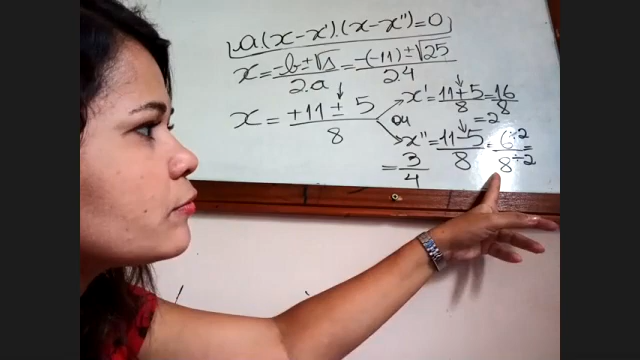 a.(x-x').(x-x'')=0
x=-b±√Δ/2.a=-(-11)±√25/2.4
x=+11±5/8
x'=11+5/8=16/8=2
ou
x''=11-5/8=6÷2/8÷2=
=3/4